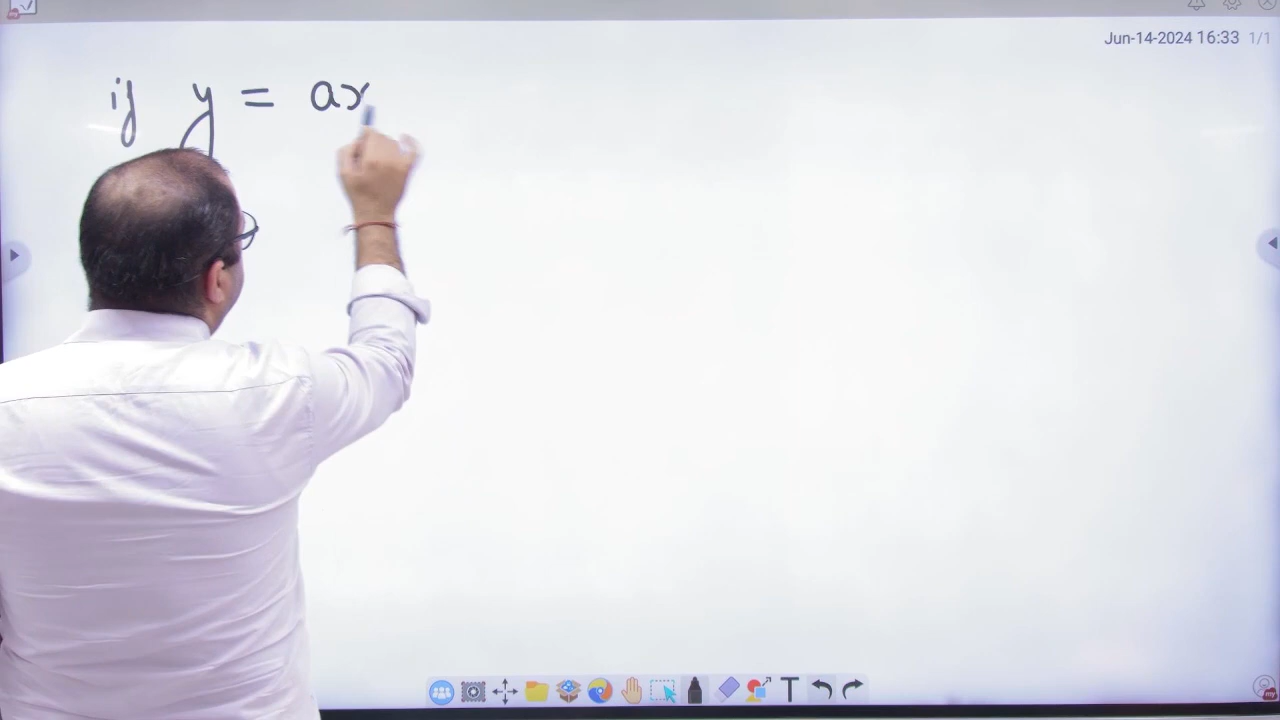 Jun-14-2024 16:33 1/1
if y = ax